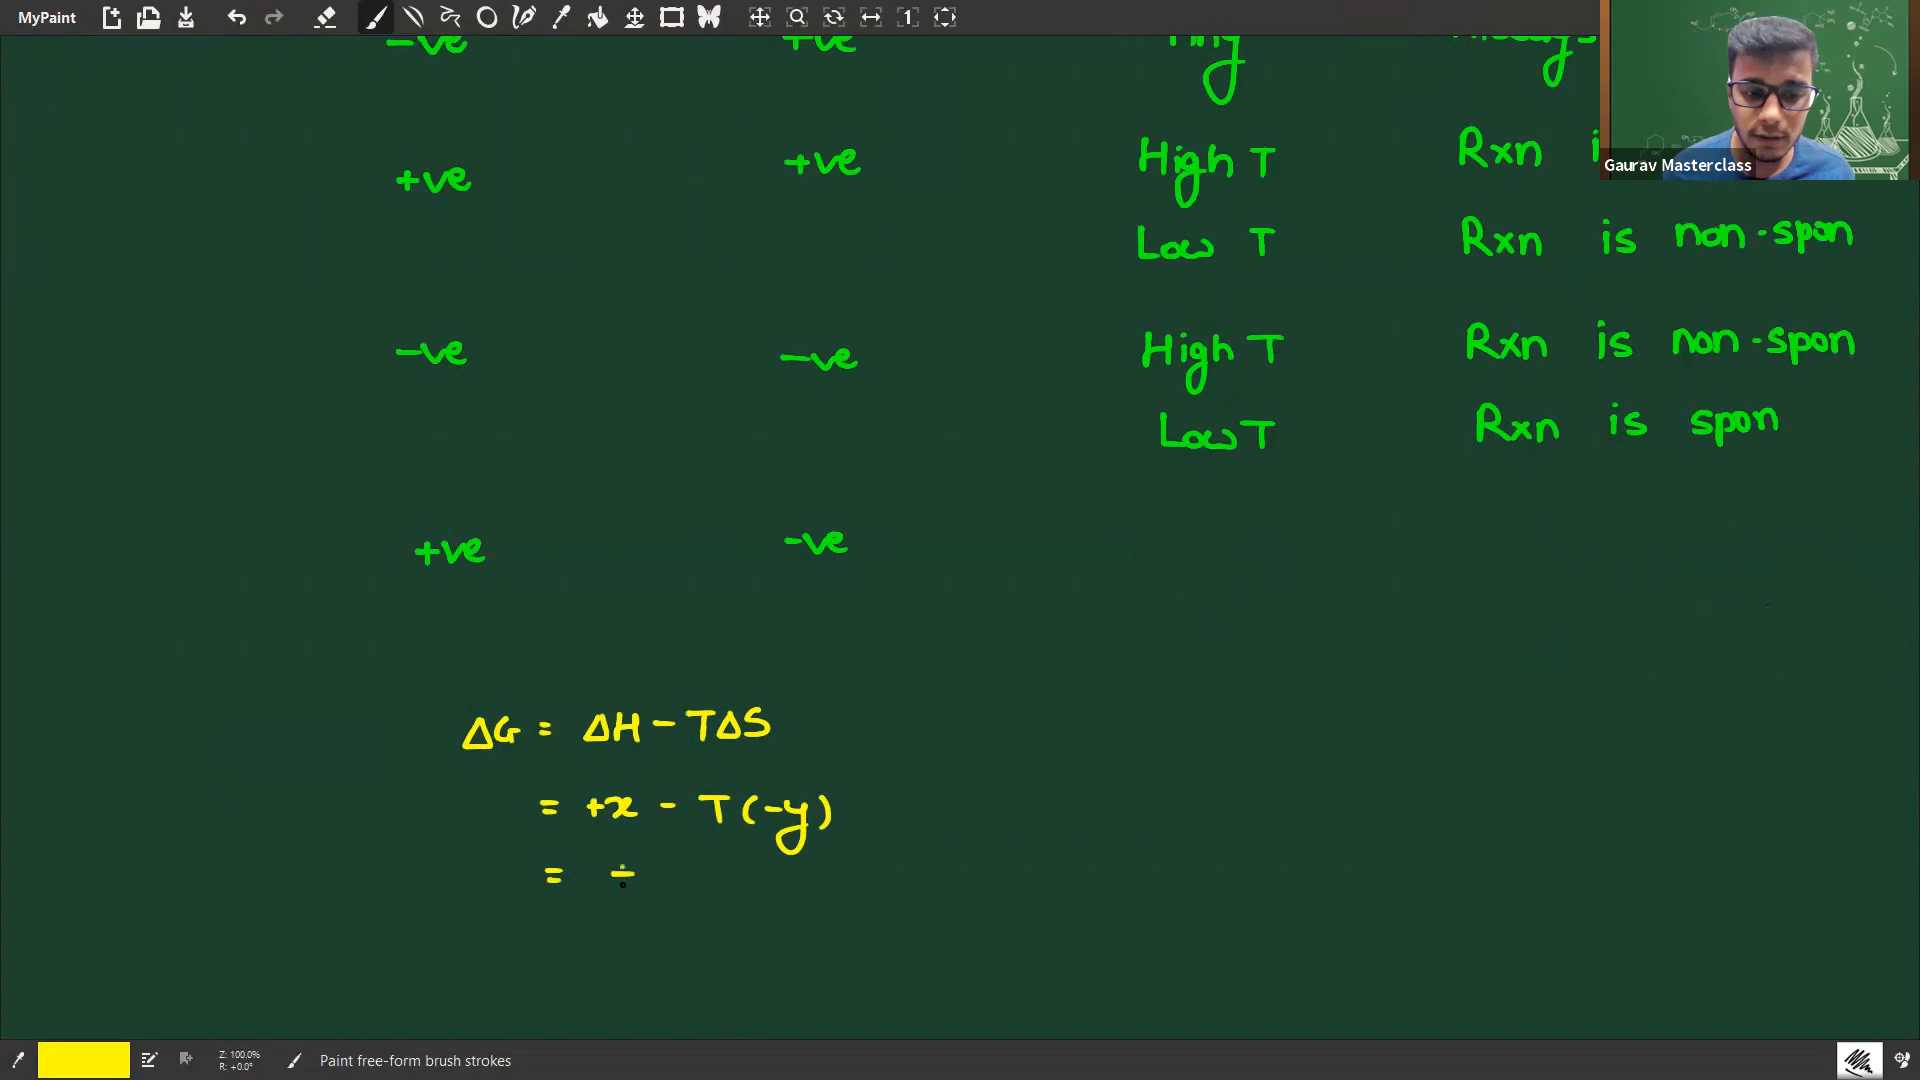 MyPaint
-ve +ve
Gaurav Masterclass
+ve +ve High T Rxn i
Low T Rxn is non-spon
-ve -ve High T Rxn is non-spon
Low T Rxn is spon
+ve -ve
ΔG = ΔH - TΔS
= +x - T(-y)
=
Z: 100.0%
R: +0.0°
Paint free-form brush strokes